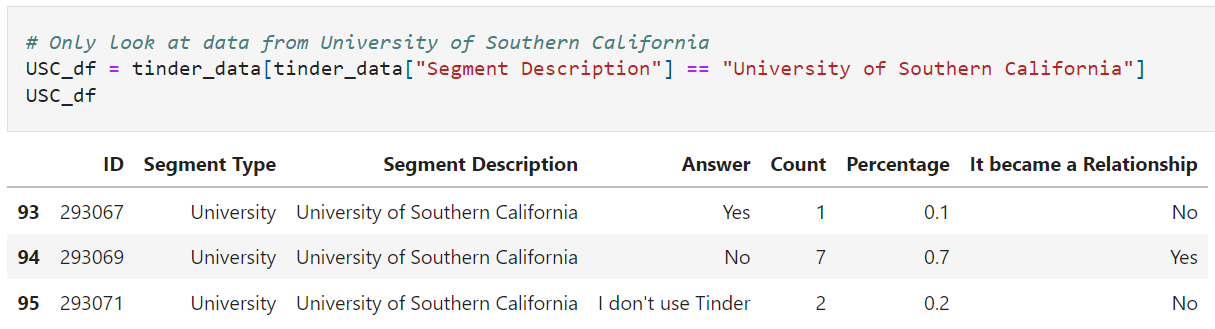 # Only look at data from University of Southern California
USC_df = tinder_data[tinder_data["Segment Description"] == "University of Southern California"]
USC_df
ID Segment Type Segment Description Answer Count Percentage It became a Relationship
93 293067 University University of Southern California Yes 1 0.1 No
94 293069 University University of Southern California No 7 0.7 Yes
95 293071 University University of Southern California I don't use Tinder 2 0.2 No